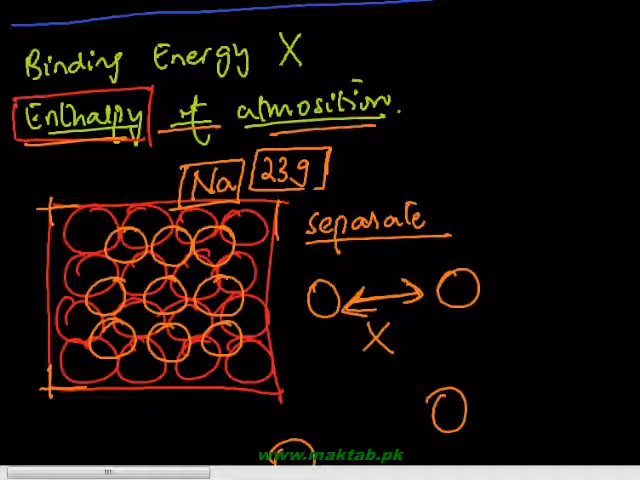 Binding Energy X
Enthalpy of atmosition.
Na 23g
separate
X
www.maktab.pk